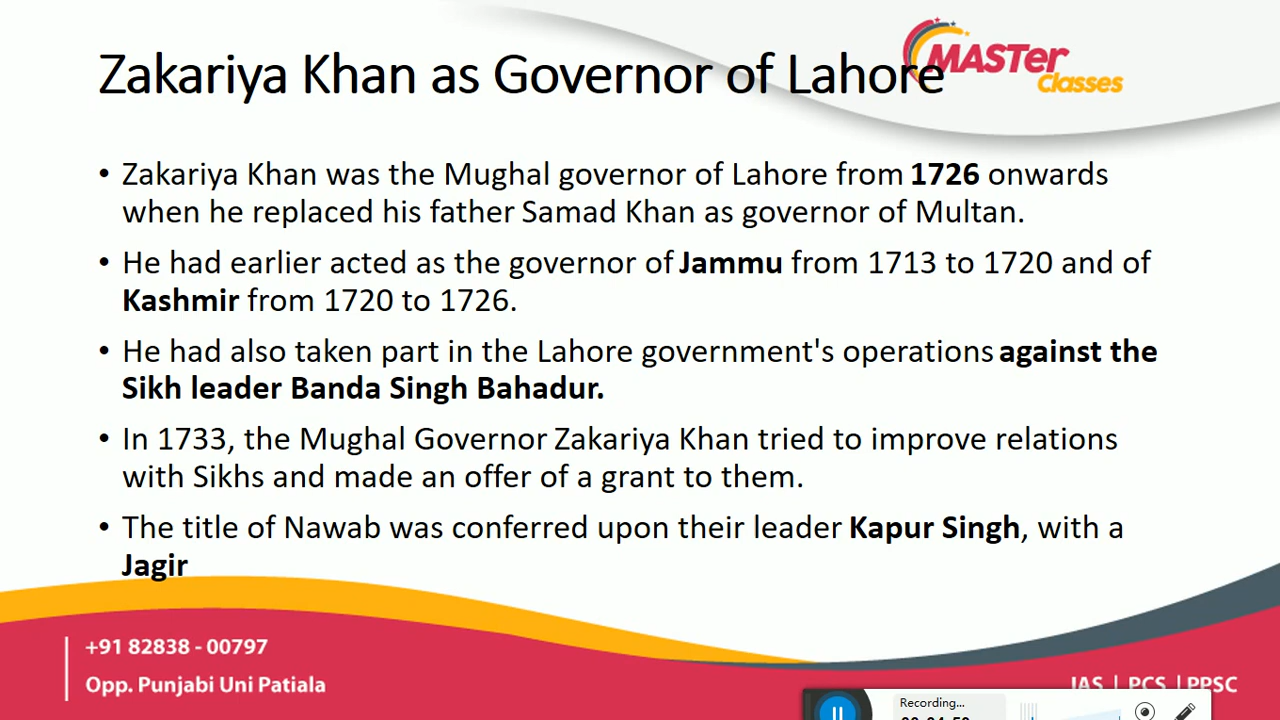 Zakariya Khan as Governor of Lahore
MASTer
classes
• Zakariya Khan was the Mughal governor of Lahore from 1726 onwards
when he replaced his father Samad Khan as governor of Multan.
• He had earlier acted as the governor of Jammu from 1713 to 1720 and of
Kashmir from 1720 to 1726.
• He had also taken part in the Lahore government's operations against the
Sikh leader Banda Singh Bahadur.
• In 1733, the Mughal Governor Zakariya Khan tried to improve relations
with Sikhs and made an offer of a grant to them.
• The title of Nawab was conferred upon their leader Kapur Singh, with a
Jagir
+91 82838 - 00797
Opp. Punjabi Uni Patiala
IAS | PCS | PPSC
Recording...